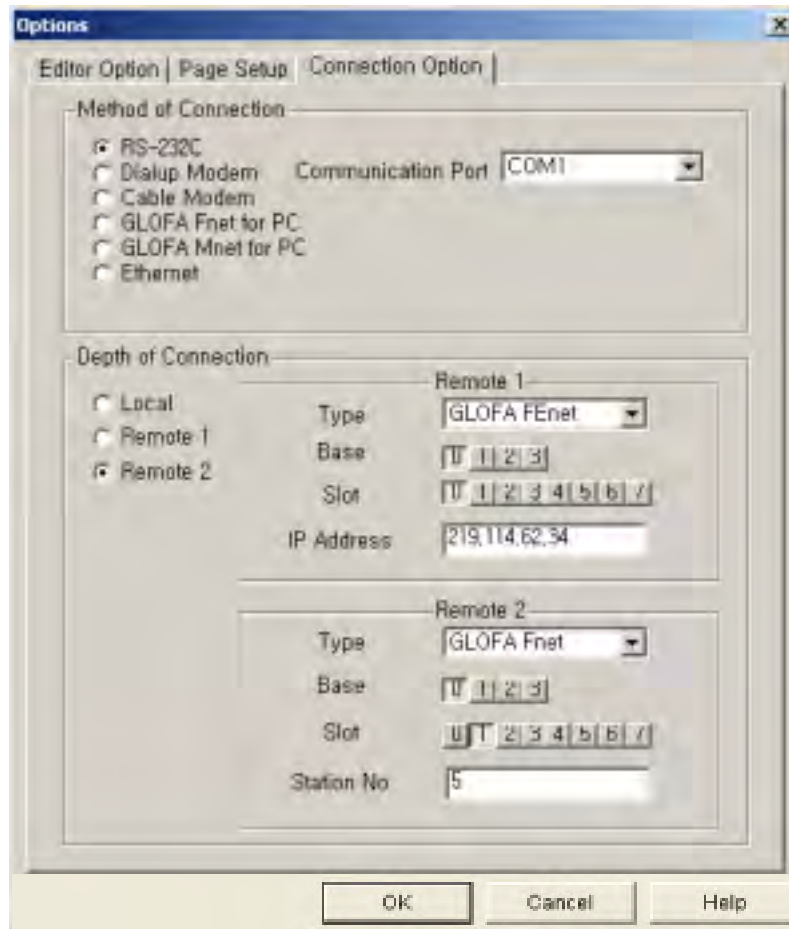 Options
Editor Option Page Setup Connection Option
Method of Connection
RS-232C
Dialup Modem
Communication Port COM1
Cable Modem
GLOFA Fnet for PC
GLOFA Mnet for PC
Ethernet
Depth of Connection
Local
Remote 1
Remote 2
Remote 1
Type GLOFA FEnet
Base 0 1 2 3
Slot 0 1 2 3 4 5 6 7
IP Address 219.114.62.34
Remote 2
Type GLOFA Fnet
Base 0 1 2 3
Slot 0 1 2 3 4 5 6 7
Station No 5
OK Cancel Help